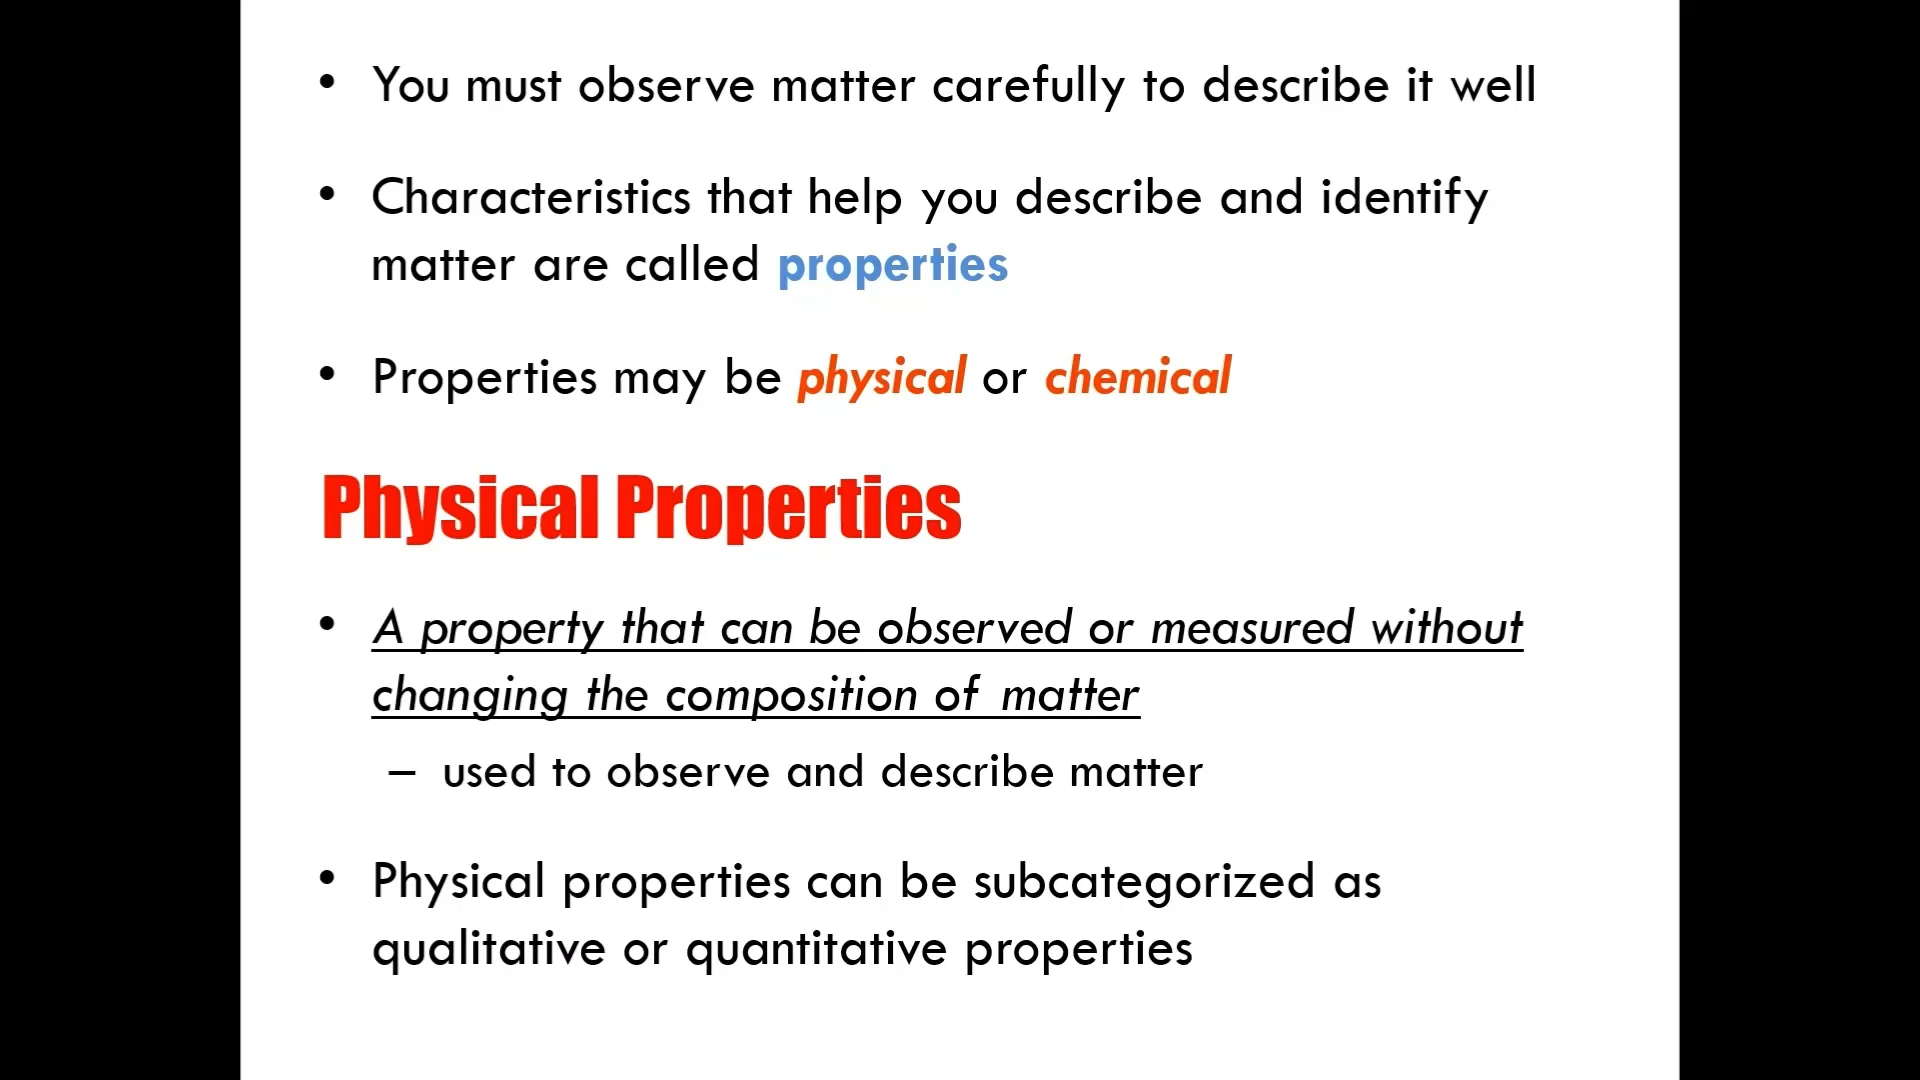 • You must observe matter carefully to describe it well
• Characteristics that help you describe and identify
matter are called properties
• Properties may be physical or chemical
Physical Properties
• A property that can be observed or measured without
changing the composition of matter
– used to observe and describe matter
• Physical properties can be subcategorized as
qualitative or quantitative properties